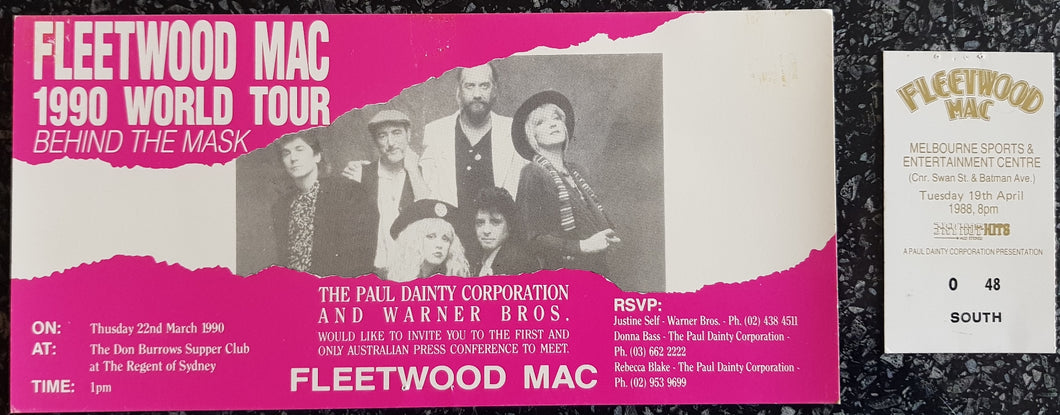 FLEETWOOD MAC
1990 WORLD TOUR
BEHIND THE MASK
ON: Thusday 22nd March 1990
AT: The Don Burrows Supper Club
at The Regent of Sydney
TIME: 1pm
THE PAUL DAINTY CORPORATION
AND WARNER BROS.
WOULD LIKE TO INVITE YOU TO THE FIRST AND
ONLY AUSTRALIAN PRESS CONFERENCE TO MEET.
FLEETWOOD MAC
RSVP:
Justine Self - Warner Bros. - Ph. (02) 438 4511
Donna Bass - The Paul Dainty Corporation -
Ph. (03) 662 2222
Rebecca Blake - The Paul Dainty Corporation -
Ph. (02) 953 9699
FLEETWOOD
MAC
MELBOURNE SPORTS &
ENTERTAINMENT CENTRE
(Cnr. Swan St. & Batman Ave.)
Tuesday 19th April
1988, 8pm
HITS
A PAUL DAINTY CORPORATION PRESENTATION
O 48
SOUTH